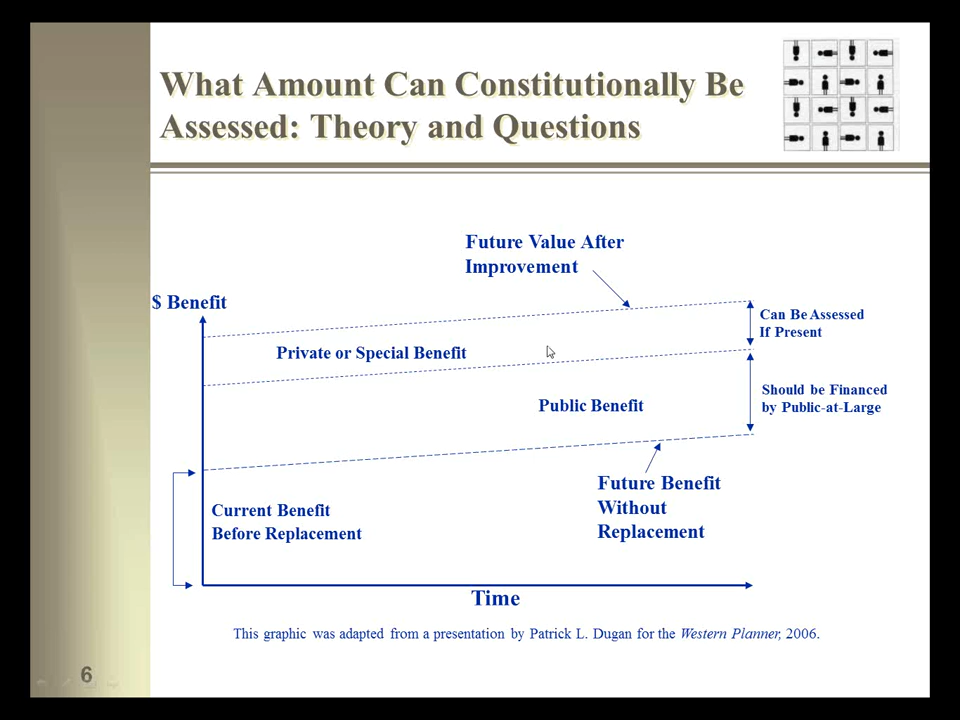 What Amount Can Constitutionally Be
Assessed: Theory and Questions
Future Value After
Improvement
$ Benefit
Can Be Assessed
If Present
Private or Special Benefit
Should be Financed
by Public-at-Large
Public Benefit
Future Benefit
Without
Replacement
Current Benefit
Before Replacement
Time
This graphic was adapted from a presentation by Patrick L. Dugan for the Western Planner, 2006.
6